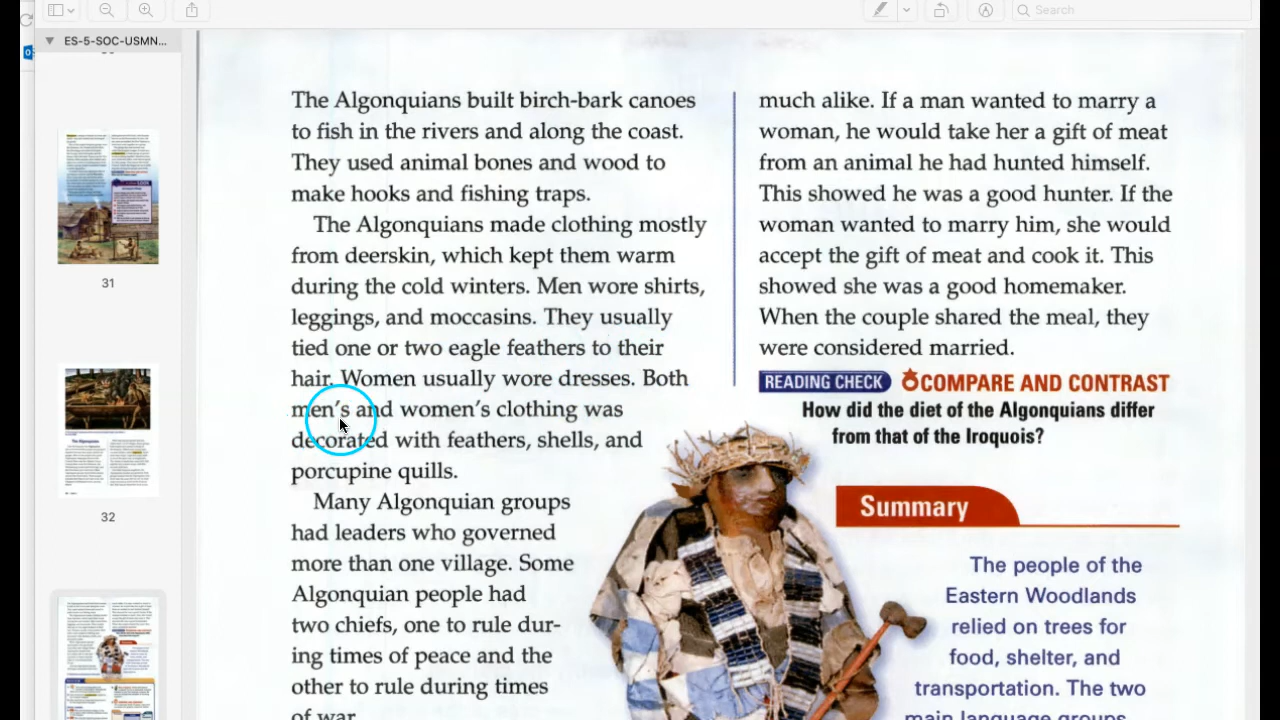 Search
ES-5-SOC-USMN...
31
32
The Algonquians built birch-bark canoes
to fish in the rivers and along the coast.
They used animal bones and wood to
make hooks and fishing traps.
The Algonquians made clothing mostly
from deerskin, which kept them warm
during the cold winters. Men wore shirts,
leggings, and moccasins. They usually
tied one or two eagle feathers to their
hair. Women usually wore dresses. Both
men's and women's clothing was
decorated with feathers, shells, and
porcupine quills.
Many Algonquian groups
had leaders who governed
more than one village. Some
Algonquian people had
two chiefs, one to rule dur-
ing times of peace and the
other to rule during times
of war.
much alike. If a man wanted to marry a
woman, he would take her a gift of meat
from an animal he had hunted himself.
This showed he was a good hunter. If the
woman wanted to marry him, she would
accept the gift of meat and cook it. This
showed she was a good homemaker.
When the couple shared the meal, they
were considered married.
READING CHECK COMPARE AND CONTRAST
How did the diet of the Algonquians differ
from that of the Iroquois?
Summary
The people of the
Eastern Woodlands
relied on trees for
food, shelter, and
transportation. The two
main language groups